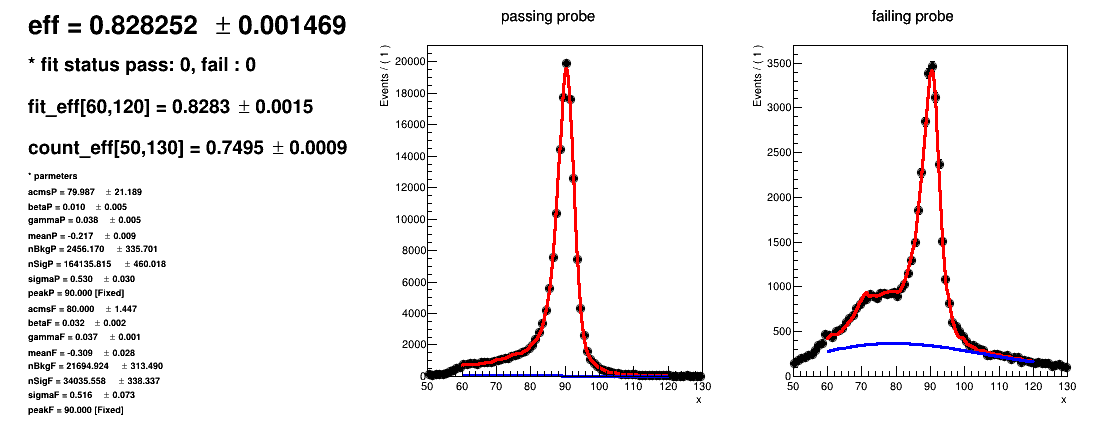 eff = 0.828252 ± 0.001469
* fit status pass: 0, fail : 0
fit_eff[60,120] = 0.8283 ± 0.0015
count_eff[50,130] = 0.7495 ± 0.0009
* parmeters
acmsP = 79.987 ± 21.189
betaP = 0.010 ± 0.005
gammaP = 0.038 ± 0.005
meanP = -0.217 ± 0.009
nBkgP = 2456.170 ± 335.701
nSigP = 164135.815 ± 460.018
sigmaP = 0.530 ± 0.030
peakP = 90.000 [Fixed]
acmsF = 80.000 ± 1.447
betaF = 0.032 ± 0.002
gammaF = 0.037 ± 0.001
meanF = -0.309 ± 0.028
nBkgF = 21694.924 ± 313.490
nSigF = 34035.558 ± 338.337
sigmaF = 0.516 ± 0.073
peakF = 90.000 [Fixed]
passing probe
Events / ( 1 )
20000
18000
16000
14000
12000
10000
8000
6000
4000
2000
0
50 60 70 80 90 100 110 120 130
x
failing probe
Events / ( 1 )
3500
3000
2500
2000
1500
1000
500
0
50 60 70 80 90 100 110 120 130
x